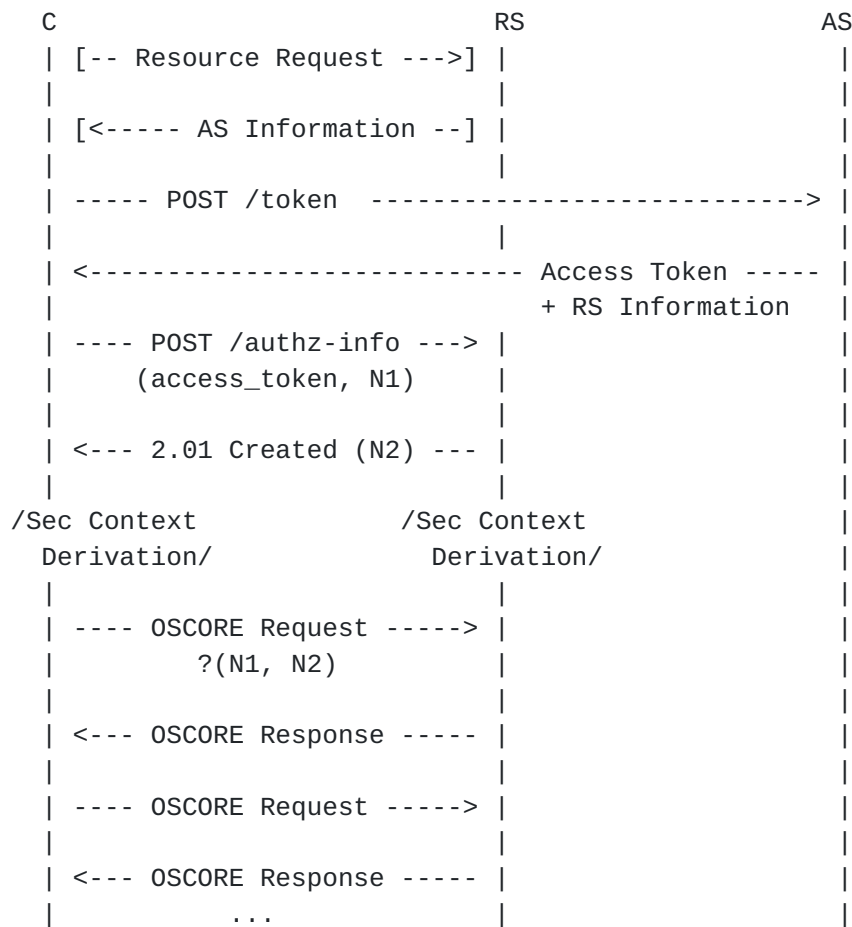 C                            RS                   AS
| [-- Resource Request --->] |                     |
|                            |                     |
| [<----- AS Information --] |                     |
|                            |                     |
| ----- POST /token  ----------------------------> |
|                            |                     |
| <---------------------------- Access Token ----- |
|                               + RS Information   |
| ---- POST /authz-info ---> |                     |
|     (access_token, N1)     |                     |
|                            |                     |
| <--- 2.01 Created (N2) --- |                     |
|                            |                     |
/Sec Context             /Sec Context              |
Derivation/              Derivation/               |
|                            |                     |
| ---- OSCORE Request -----> |                     |
|         ?(N1, N2)          |                     |
|                            |                     |
| <--- OSCORE Response ----- |                     |
|                            |                     |
| ---- OSCORE Request -----> |                     |
|                            |                     |
| <--- OSCORE Response ----- |                     |
|           ...              |                     |